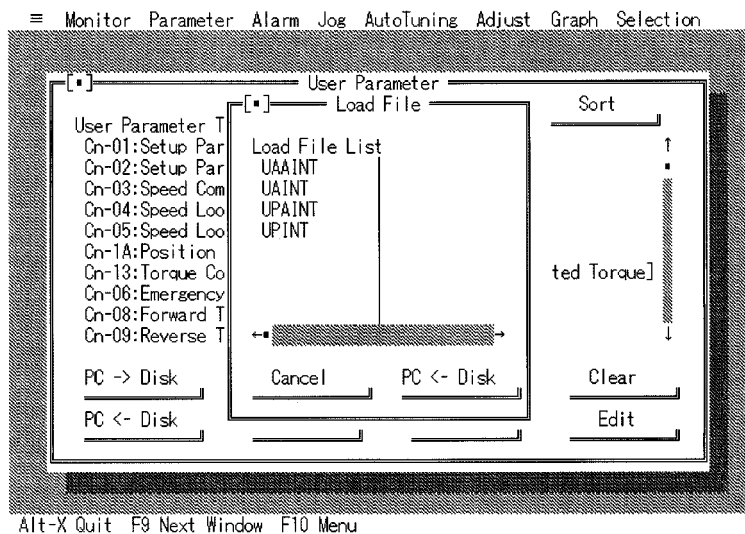 ≡ Monitor Parameter Alarm Jog AutoTuning Adjust Graph Selection
[▪] User Parameter
[▪] Load File
Sort
User Parameter T
Cn-01:Setup Par
Cn-02:Setup Par
Cn-03:Speed Com
Cn-04:Speed Loo
Cn-05:Speed Loo
Cn-1A:Position
Cn-13:Torque Co
Cn-06:Emergency
Cn-08:Forward T
Cn-09:Reverse T
Load File List
UAAINT
UAINT
UPAINT
UPINT
ted Torque]
PC -> Disk
Cancel
PC <- Disk
Clear
PC <- Disk
Edit
Alt-X Quit F9 Next Window F10 Menu